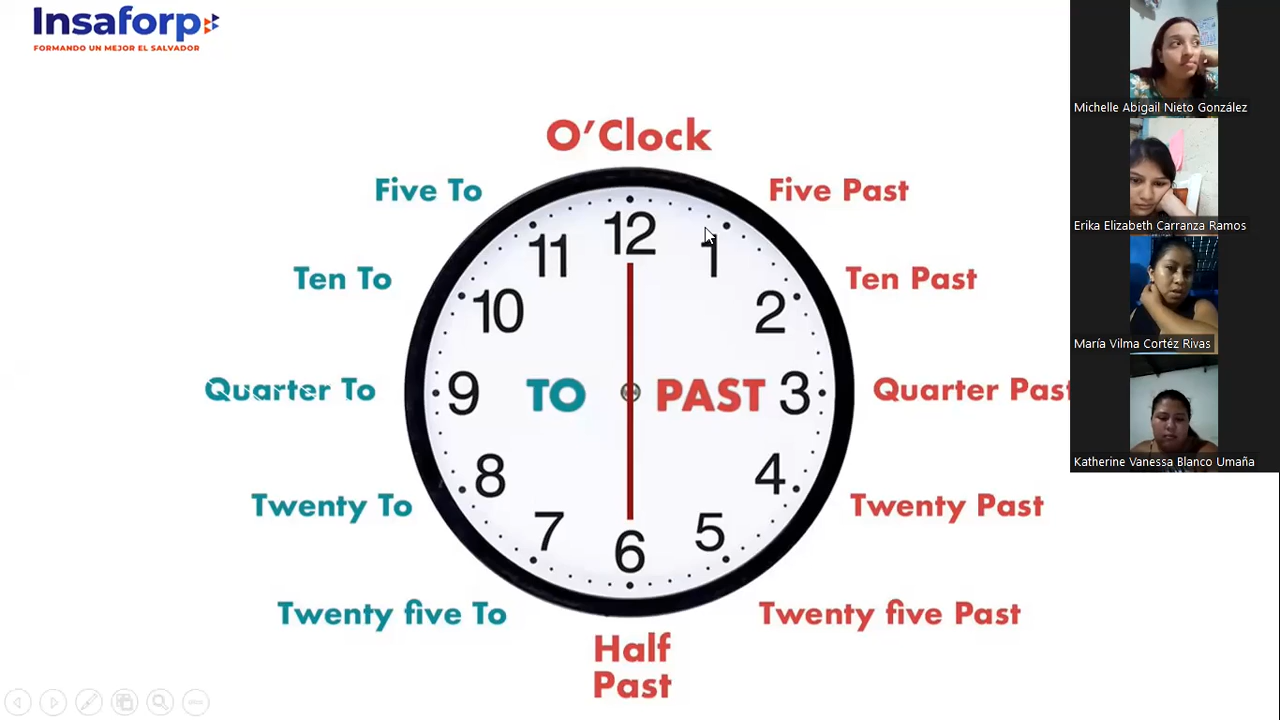 Insaforp
FORMANDO UN MEJOR EL SALVADOR
O'Clock
Five To
Five Past
Ten To
Ten Past
Quarter To
Quarter Past
Twenty To
Twenty Past
Twenty five To
Twenty five Past
Half
Past
12
11
1
10
2
9
TO
PAST
3
8
4
7
5
6
Michelle Abigail Nieto González
Erika Elizabeth Carranza Ramos
María Vilma Cortéz Rivas
Katherine Vanessa Blanco Umaña